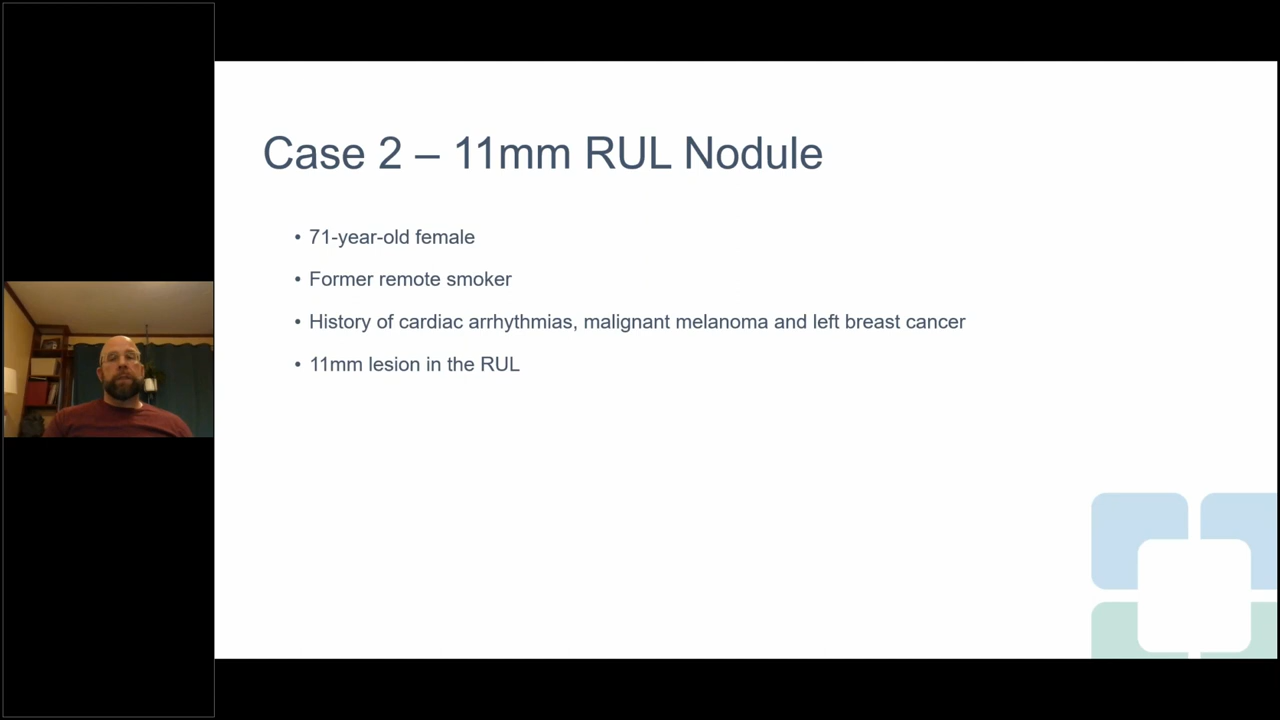 Case 2 – 11mm RUL Nodule
• 71-year-old female
• Former remote smoker
• History of cardiac arrhythmias, malignant melanoma and left breast cancer
• 11mm lesion in the RUL